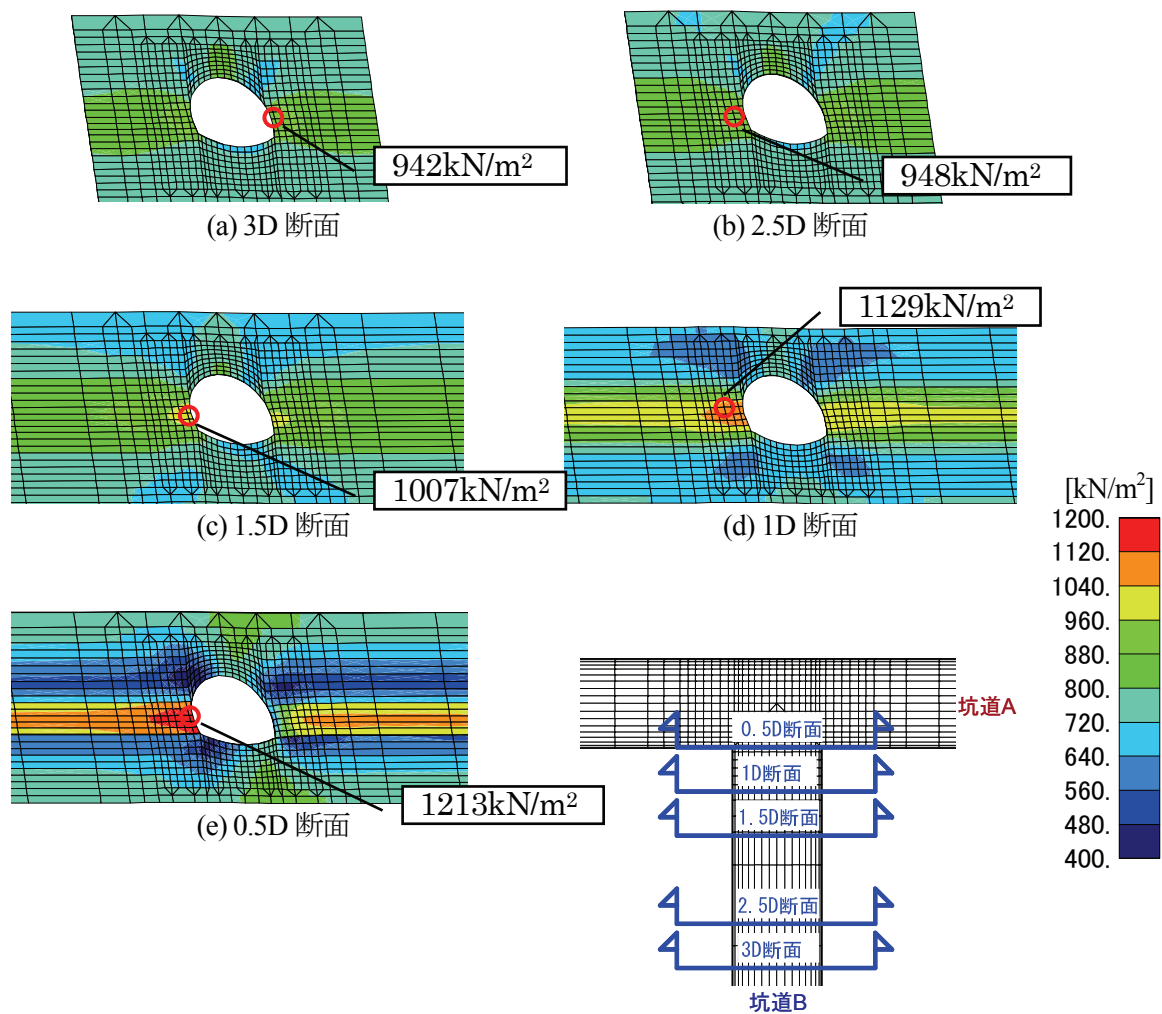 942kN/m²
(a) 3D 断面
948kN/m²
(b) 2.5D 断面
1007kN/m²
(c) 1.5D 断面
1129kN/m²
(d) 1D 断面
1213kN/m²
(e) 0.5D 断面
[kN/m²]
1200.
1120.
1040.
960.
880.
800.
720.
640.
560.
480.
400.
坑道A
0.5D断面
1D断面
1.5D断面
2.5D断面
3D断面
坑道B